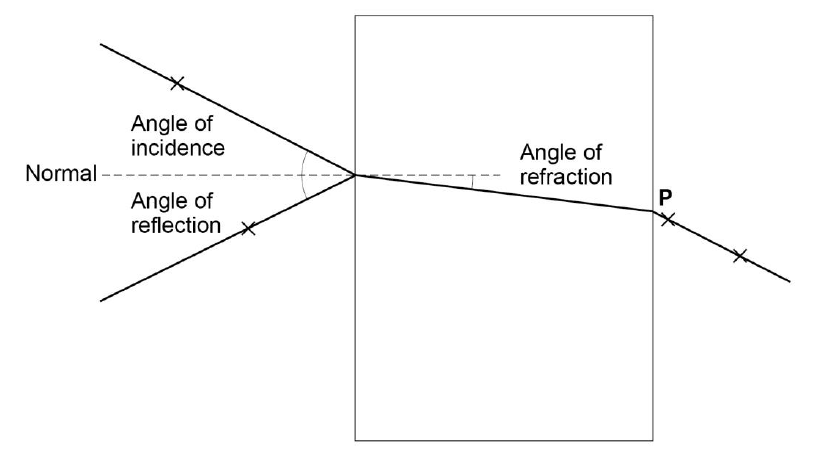 Angle of
incidence
Normal
Angle of
reflection
Angle of
refraction
P